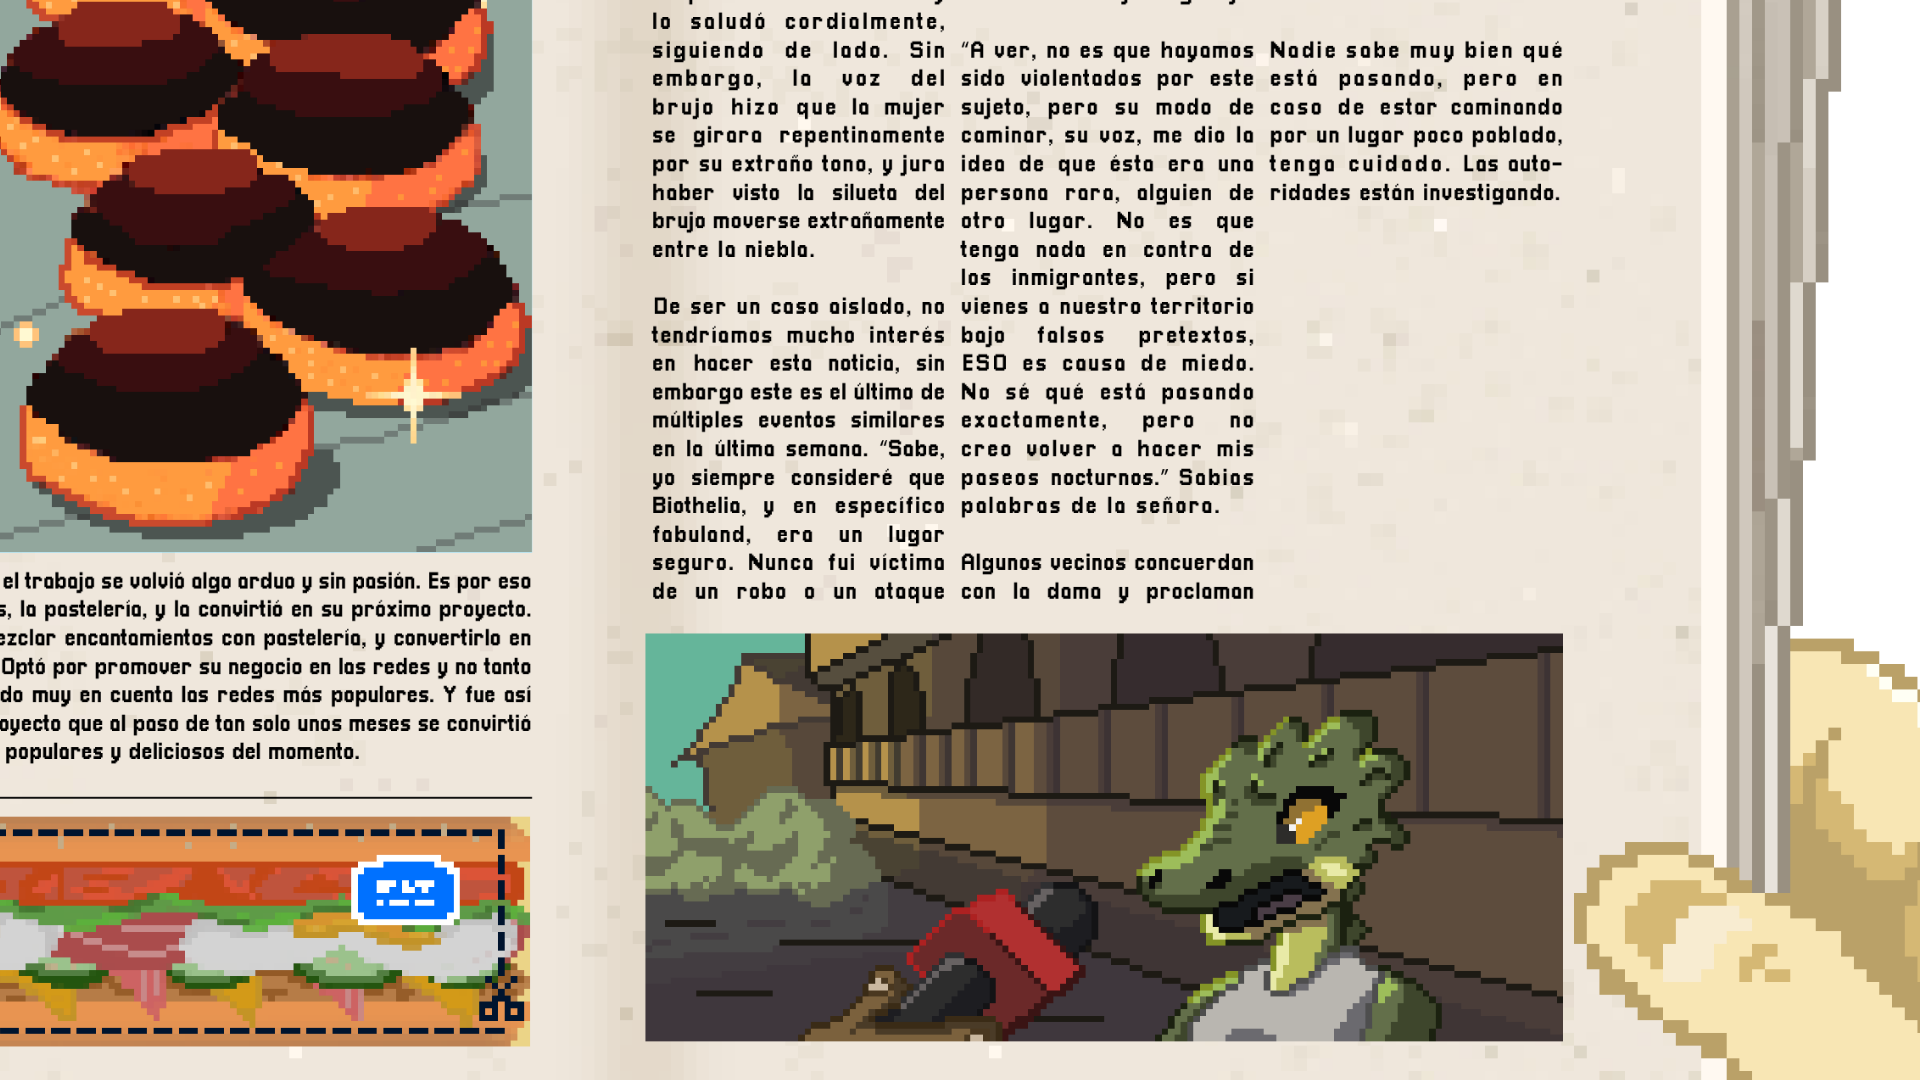 el trabajo se volvió algo arduo y sin pasión. Es por eso
s, la pastelería, y la convirtió en su próximo proyecto.
ezclar encantamientos con pastelería, y convertirlo en
Optó por promover su negocio en las redes y no tanto
do muy en cuenta las redes más populares. Y fue así
oyecto que al paso de tan solo unos meses se convirtió
populares y deliciosos del momento.
lo saludó cordialmente,
siguiendo de lado. Sin
embargo, la voz del
brujo hizo que la mujer
se girara repentinamente
por su extraño tono, y jura
haber visto la silueta del
brujo moverse extrañamente
entre la niebla.
De ser un caso aislado, no
tendríamos mucho interés
en hacer esta noticia, sin
embargo este es el último de
múltiples eventos similares
en la última semana. "Sabe,
yo siempre consideré que
Biothelia, y en específico
fabuland, era un lugar
seguro. Nunca fui víctima
de un robo o un ataque
"A ver, no es que hayamos
sido violentados por este
sujeto, pero su modo de
caminar, su voz, me dio la
idea de que ésta era una
persona rara, alguien de
otro lugar. No es que
tenga nada en contra de
los inmigrantes, pero si
vienes a nuestro territorio
bajo falsos pretextos,
ESO es causa de miedo.
No sé qué está pasando
exactamente, pero no
creo volver a hacer mis
paseos nocturnos." Sabias
palabras de la señora.
Algunos vecinos concuerdan
con la dama y proclaman
Nadie sabe muy bien qué
está pasando, pero en
caso de estar caminando
por un lugar poco poblado,
tenga cuidado. Las auto-
ridades están investigando.